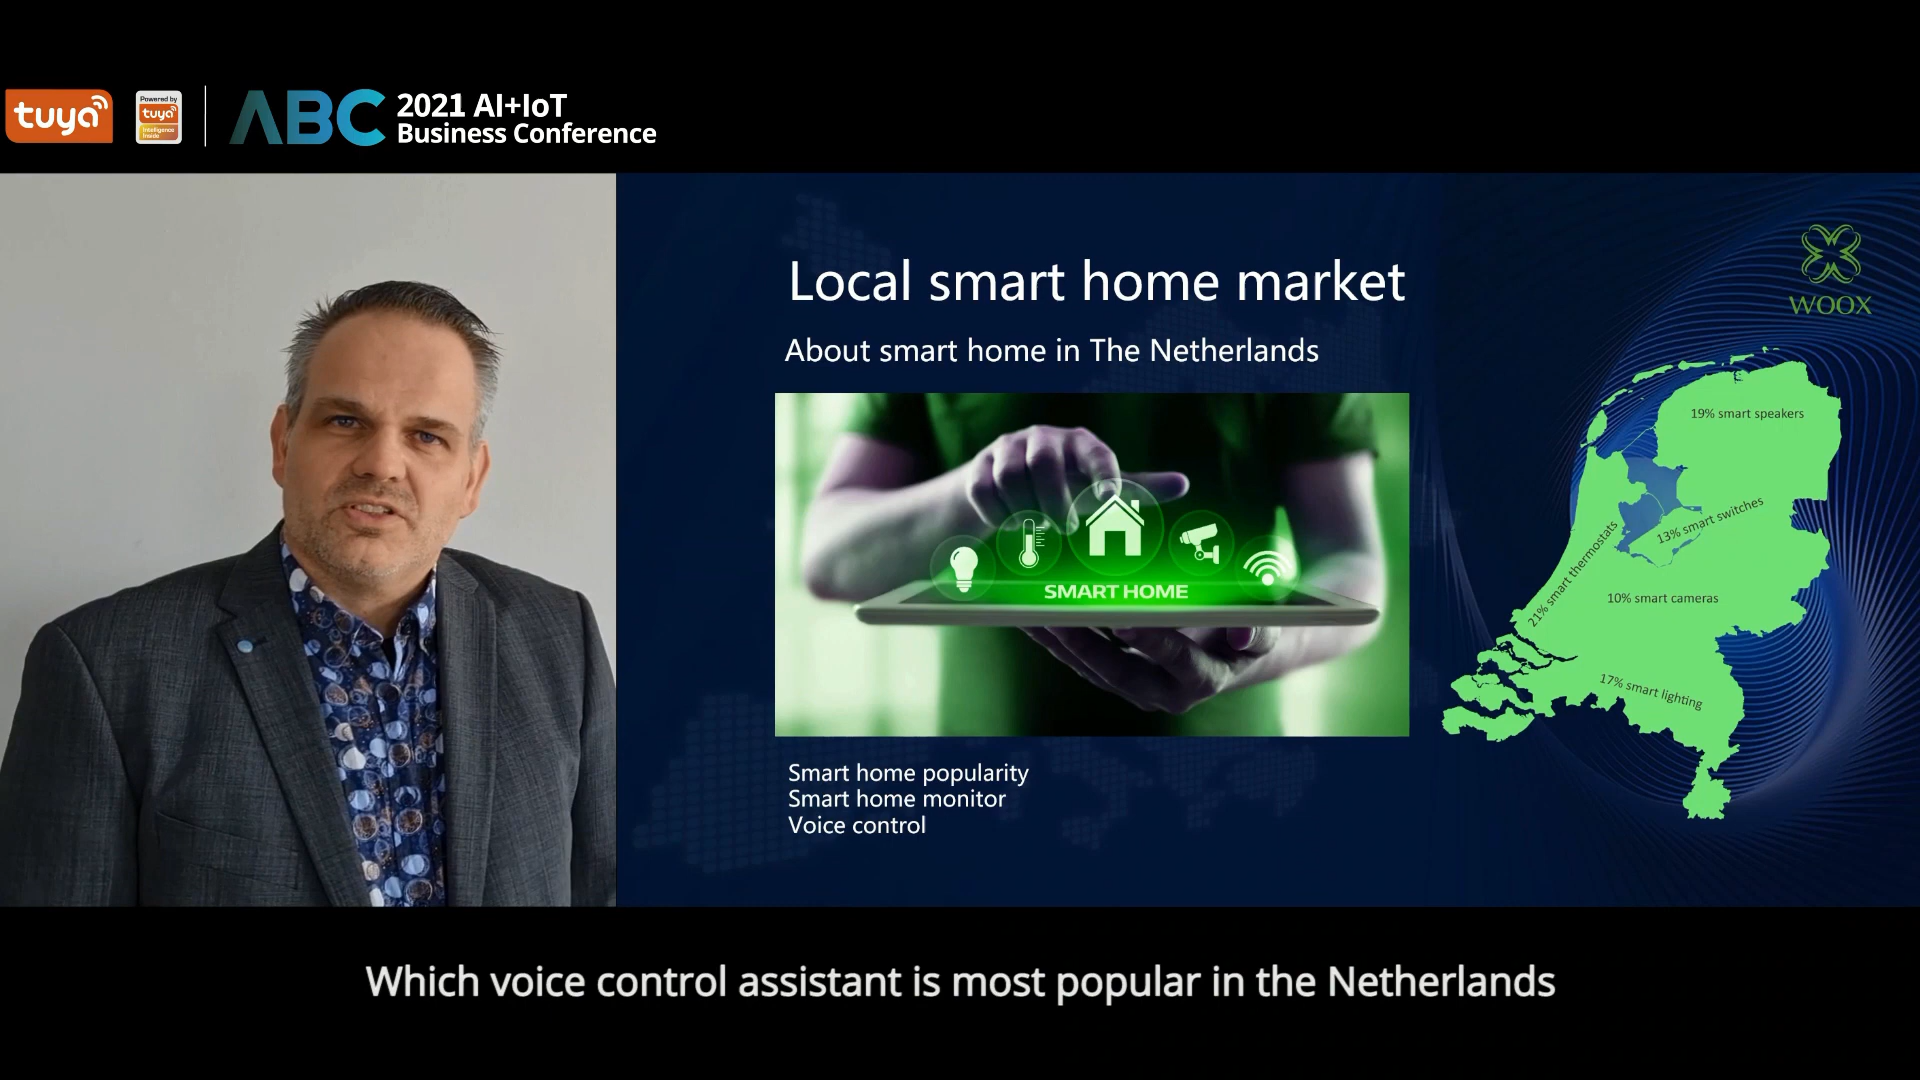 tuya
Powered by
tuya
Intelligence
Inside
ABC
2021 AI+IoT
Business Conference
Local smart home market
About smart home in The Netherlands
WOOX
SMART HOME
19% smart speakers
13% smart switches
21% smart thermostats
10% smart cameras
17% smart lighting
Smart home popularity
Smart home monitor
Voice control
Which voice control assistant is most popular in the Netherlands